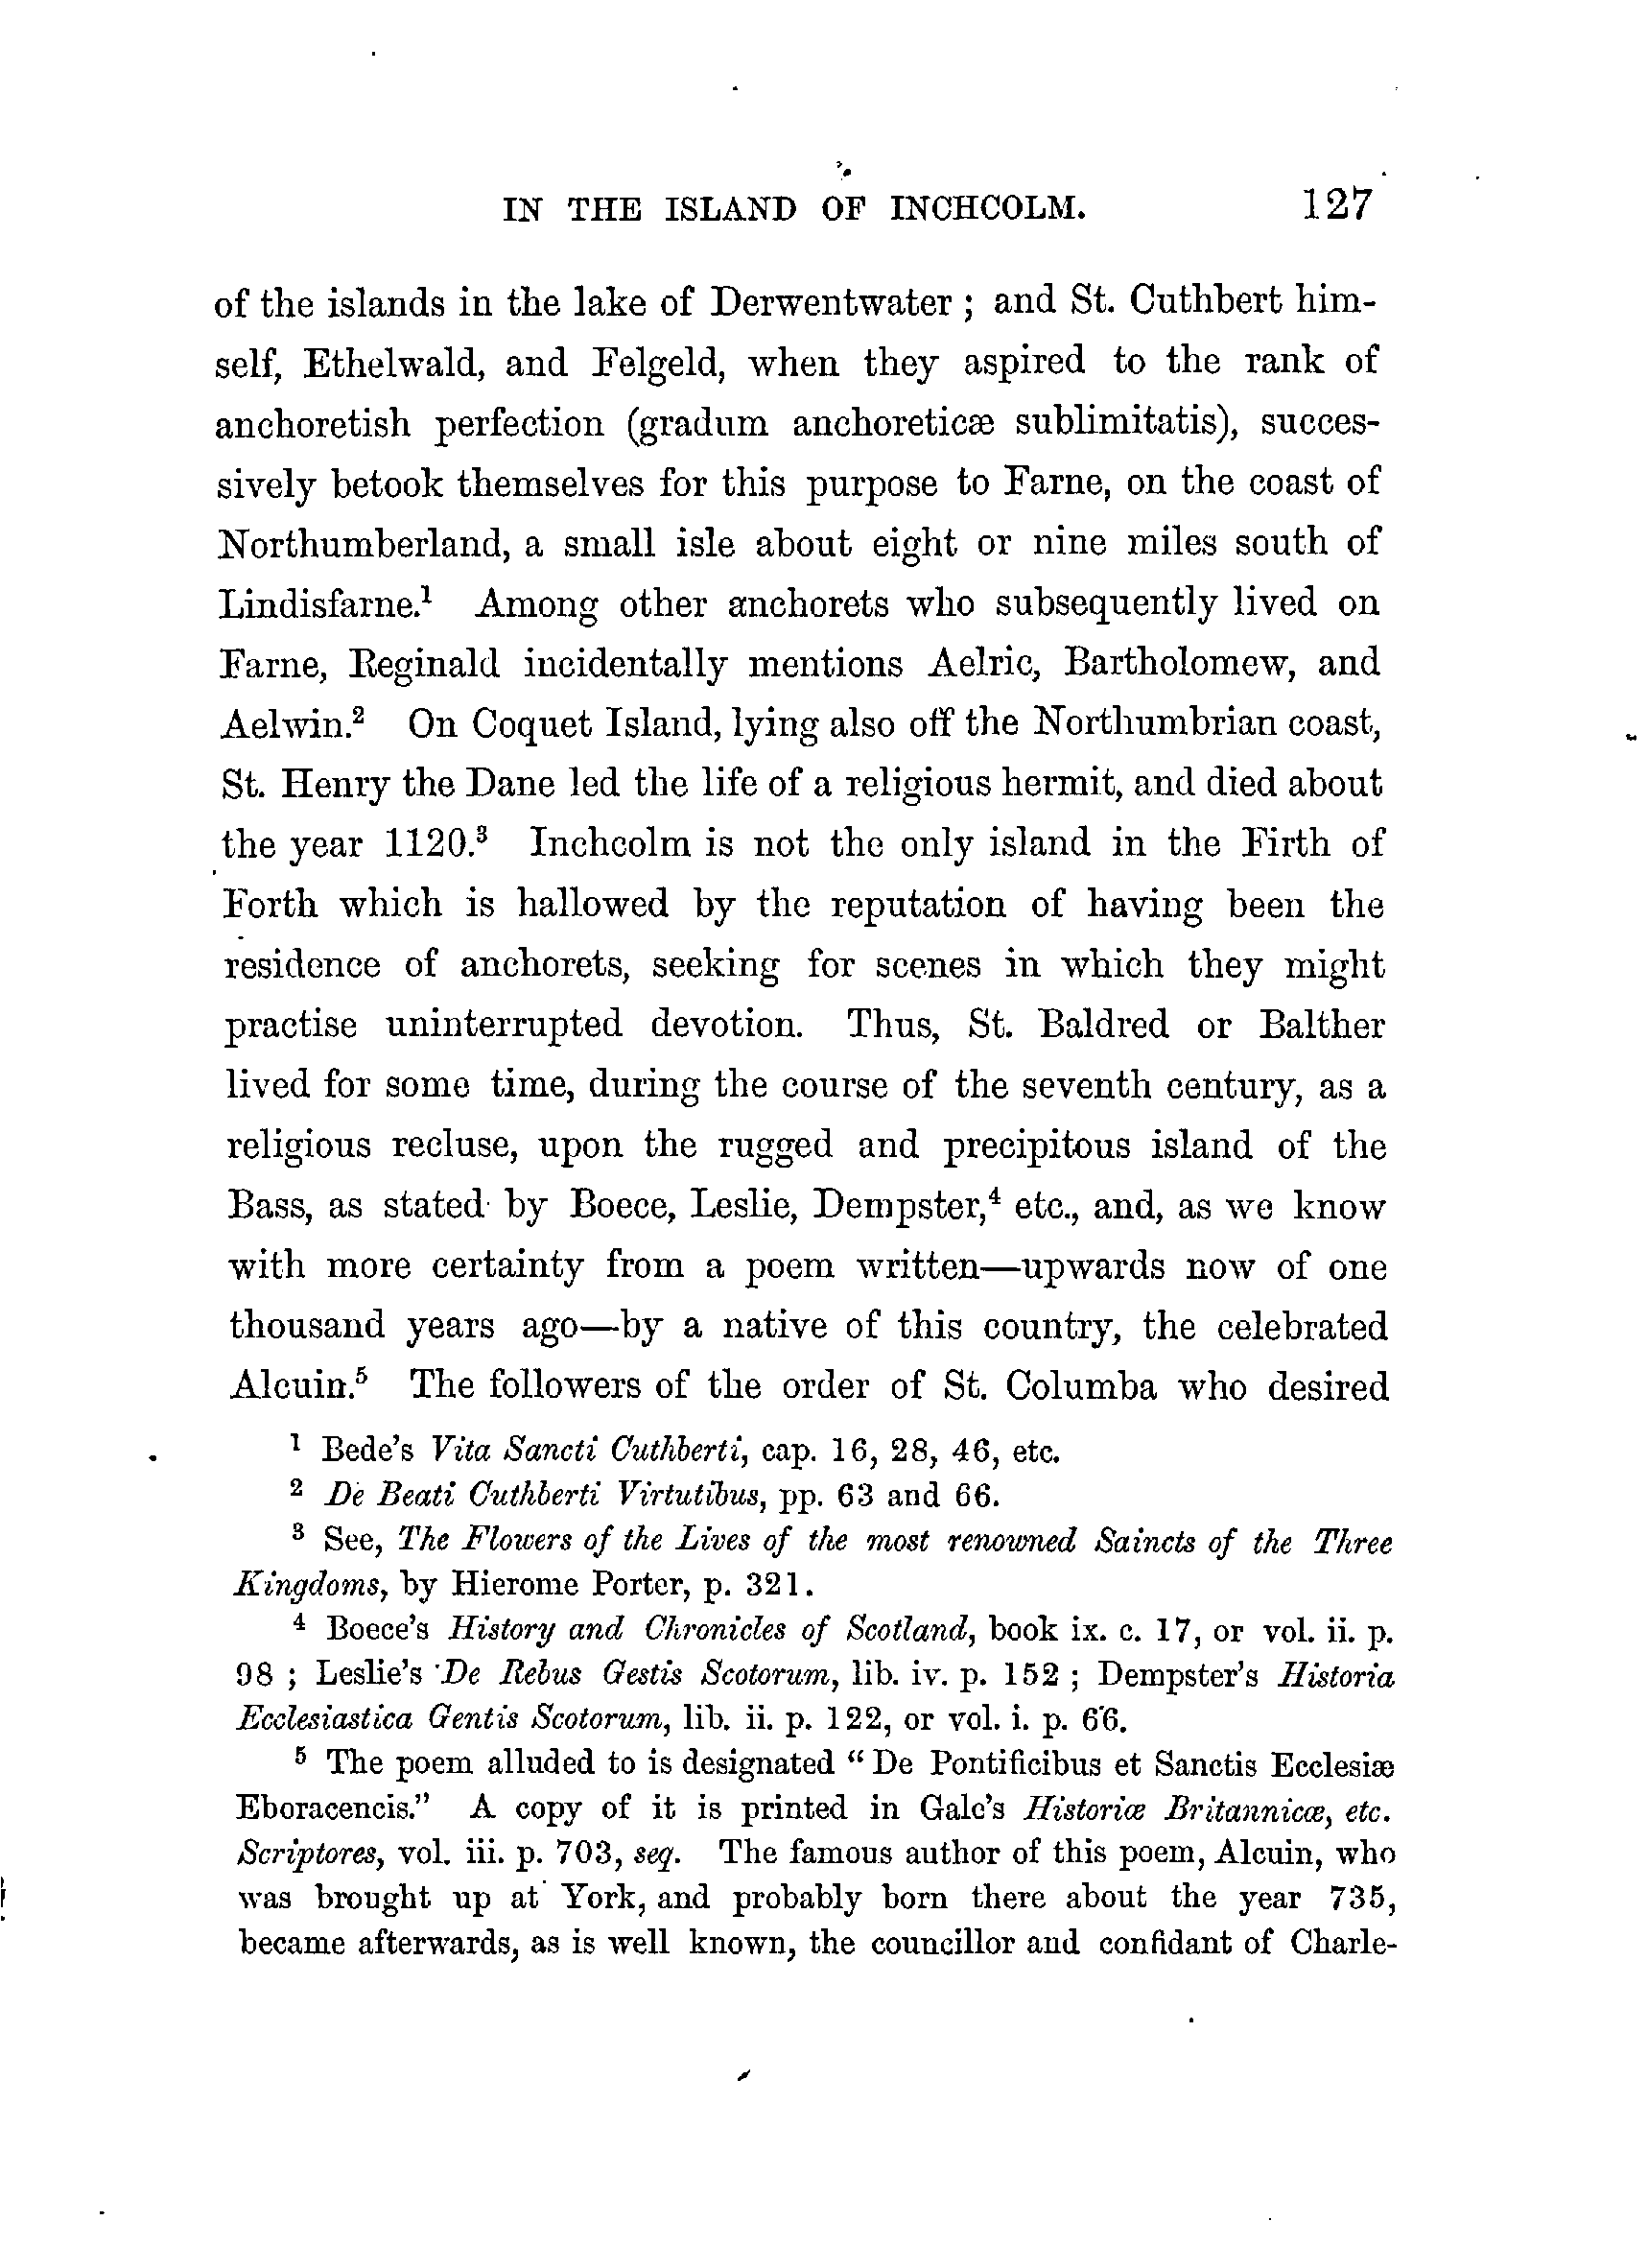 IN THE ISLAND OF INCHCOLM. 127
of the islands in the lake of Derwentwater ; and St. Cuthbert him-
self, Ethelwald, and Felgeld, when they aspired to the rank of
anchoretish perfection (gradum anchoreticæ sublimitatis), succes-
sively betook themselves for this purpose to Farne, on the coast of
Northumberland, a small isle about eight or nine miles south of
Lindisfarne.¹ Among other anchorets who subsequently lived on
Farne, Reginald incidentally mentions Aelric, Bartholomew, and
Aelwin.² On Coquet Island, lying also off the Northumbrian coast,
St. Henry the Dane led the life of a religious hermit, and died about
the year 1120.³ Inchcolm is not the only island in the Firth of
Forth which is hallowed by the reputation of having been the
residence of anchorets, seeking for scenes in which they might
practise uninterrupted devotion. Thus, St. Baldred or Balther
lived for some time, during the course of the seventh century, as a
religious recluse, upon the rugged and precipitous island of the
Bass, as stated by Boece, Leslie, Dempster,⁴ etc., and, as we know
with more certainty from a poem written—upwards now of one
thousand years ago—by a native of this country, the celebrated
Alcuin.⁵ The followers of the order of St. Columba who desired
¹ Bede's Vita Sancti Cuthberti, cap. 16, 28, 46, etc.
² De Beati Cuthberti Virtutibus, pp. 63 and 66.
³ See, The Flowers of the Lives of the most renowned Saincts of the Three
Kingdoms, by Hierome Porter, p. 321.
⁴ Boece's History and Chronicles of Scotland, book ix. c. 17, or vol. ii. p.
98 ; Leslie's De Rebus Gestis Scotorum, lib. iv. p. 152 ; Dempster's Historia
Ecclesiastica Gentis Scotorum, lib. ii. p. 122, or vol. i. p. 66.
⁵ The poem alluded to is designated “ De Pontificibus et Sanctis Ecclesiæ
Eboracencis.” A copy of it is printed in Gale's Historiæ Britannicæ, etc.
Scriptores, vol. iii. p. 703, seq. The famous author of this poem, Alcuin, who
was brought up at York, and probably born there about the year 735,
became afterwards, as is well known, the councillor and confidant of Charle-